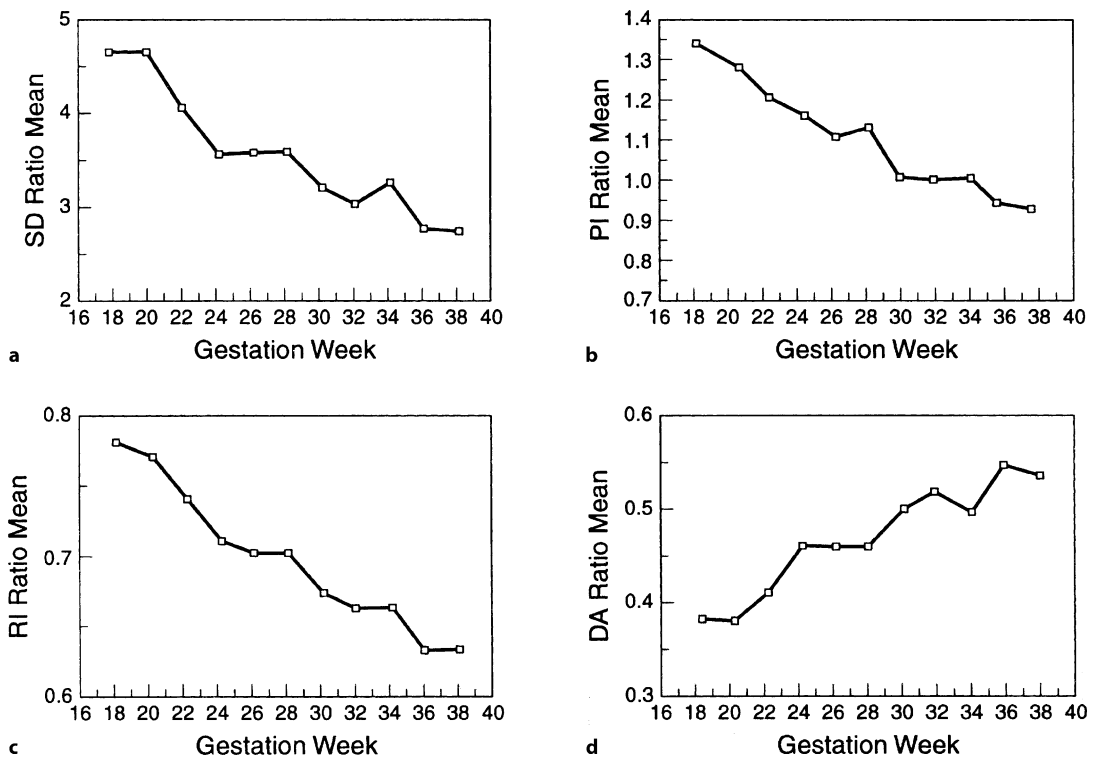 5
4
3
2
SD Ratio Mean
16 18 20 22 24 26 28 30 32 34 36 38 40
Gestation Week
a
1.4
1.3
1.2
1.1
1.0
0.9
0.8
0.7
PI Ratio Mean
16 18 20 22 24 26 28 30 32 34 36 38 40
Gestation Week
b
0.8
0.7
0.6
RI Ratio Mean
16 18 20 22 24 26 28 30 32 34 36 38 40
Gestation Week
c
0.6
0.5
0.4
0.3
DA Ratio Mean
16 18 20 22 24 26 28 30 32 34 36 38 40
Gestation Week
d